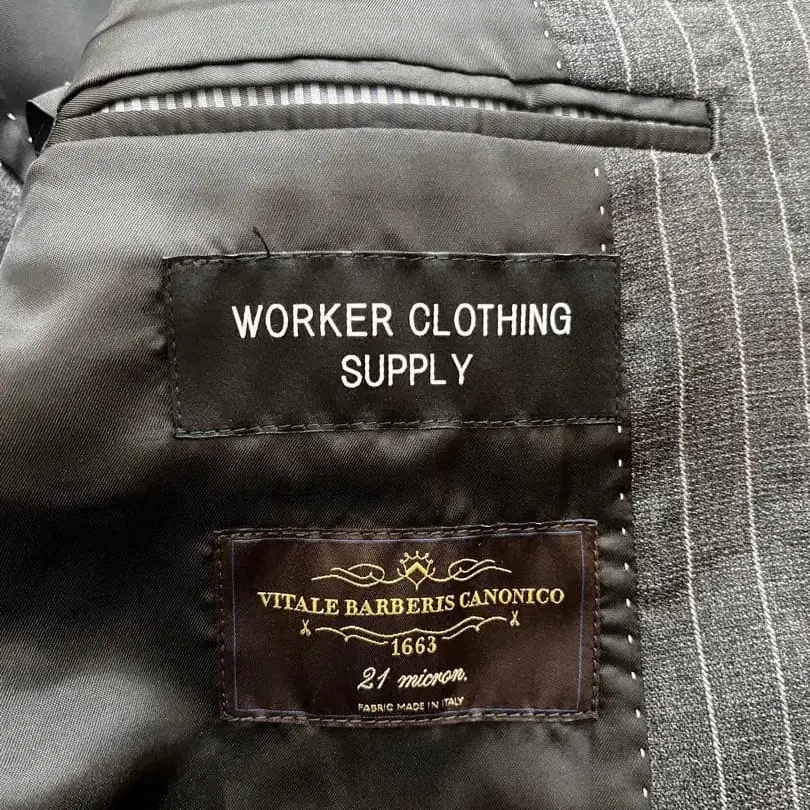 WORKER CLOTHING
SUPPLY
VITALE BARBERIS CANONICO
1663
21 micron.
FABRIC MADE IN ITALY